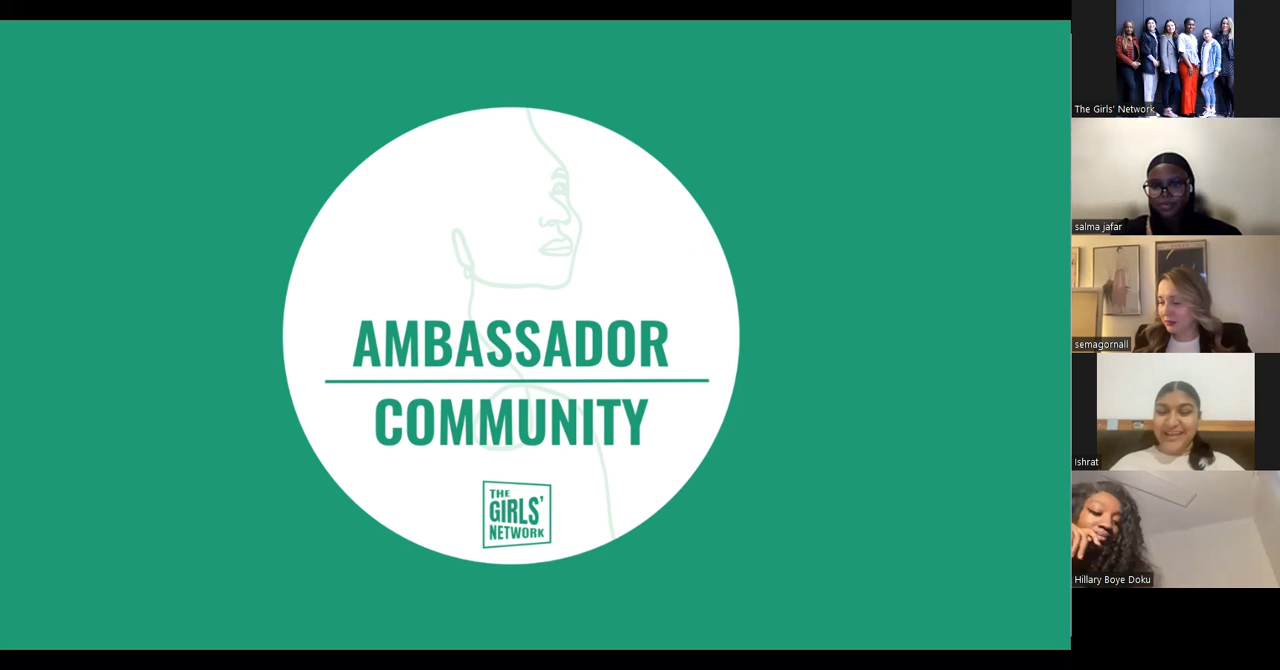 AMBASSADOR
COMMUNITY
THE
GIRLS'
NETWORK
The Girls' Network
salma jafar
semagornall
Ishrat
Hillary Boye Doku